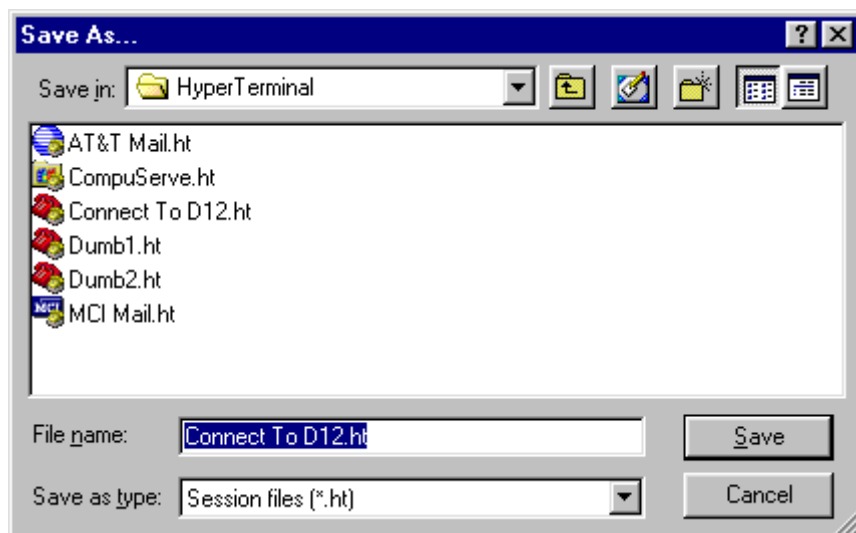 Save As...
Save in: HyperTerminal
AT&T Mail.ht
CompuServe.ht
Connect To D12.ht
Dumb1.ht
Dumb2.ht
MCI Mail.ht
File name: Connect To D12.ht Save
Save as type: Session files (*.ht) Cancel